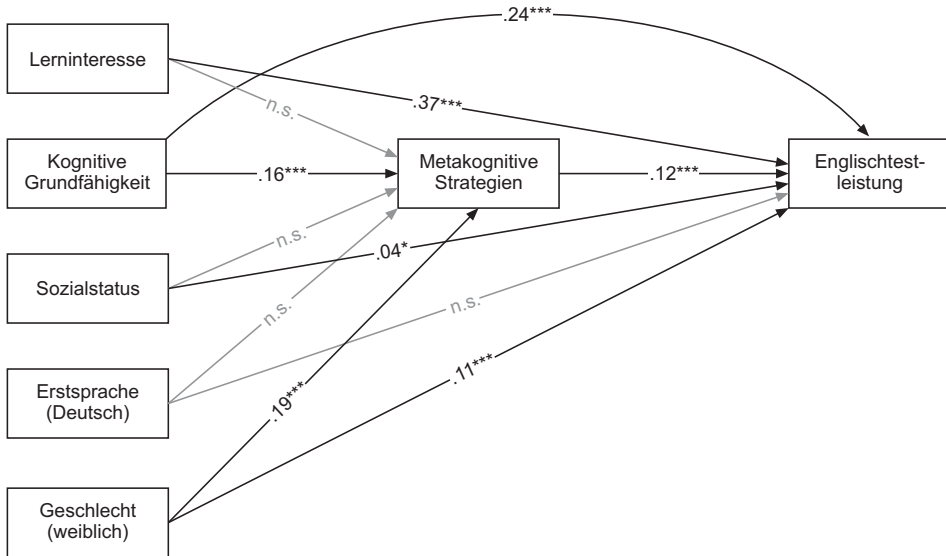 .24***
Lerninteresse
.37***
n.s.
Kognitive
Grundfähigkeit
.16***
Metakognitive
Strategien
.12***
Englischtest-
leistung
n.s.
.04*
Sozialstatus
n.s.
n.s.
Erstsprache
(Deutsch)
.19***
.11***
Geschlecht
(weiblich)